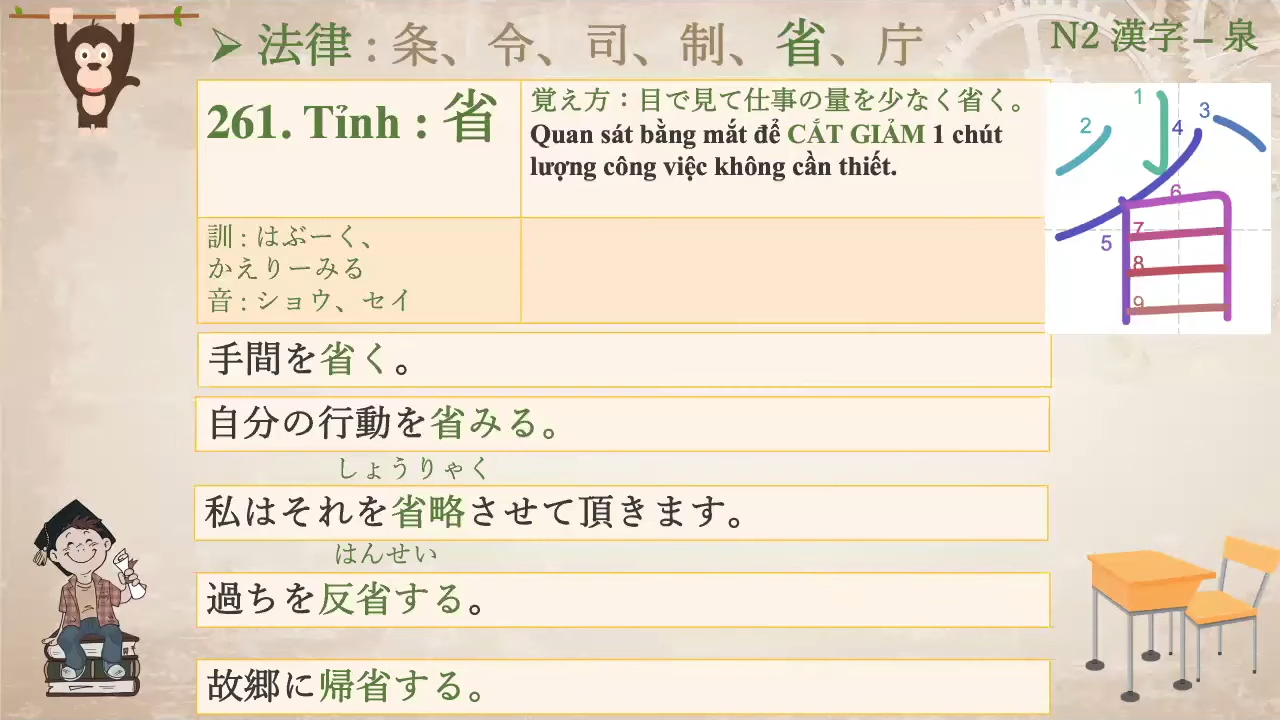 ➢ 法律 : 条、令、司、制、省、庁
N2 漢字 – 泉
261. Tỉnh : 省
覚え方：目で見て仕事の量を少なく省く。
Quan sát bằng mắt để CẮT GIẢM 1 chút
lượng công việc không cần thiết.
訓 : はぶーく、
かえりーみる
音 : ショウ、セイ
1
2
3
4
5
6
7
8
9
手間を省く。
自分の行動を省みる。
しょうりゃく
私はそれを省略させて頂きます。
はんせい
過ちを反省する。
故郷に帰省する。